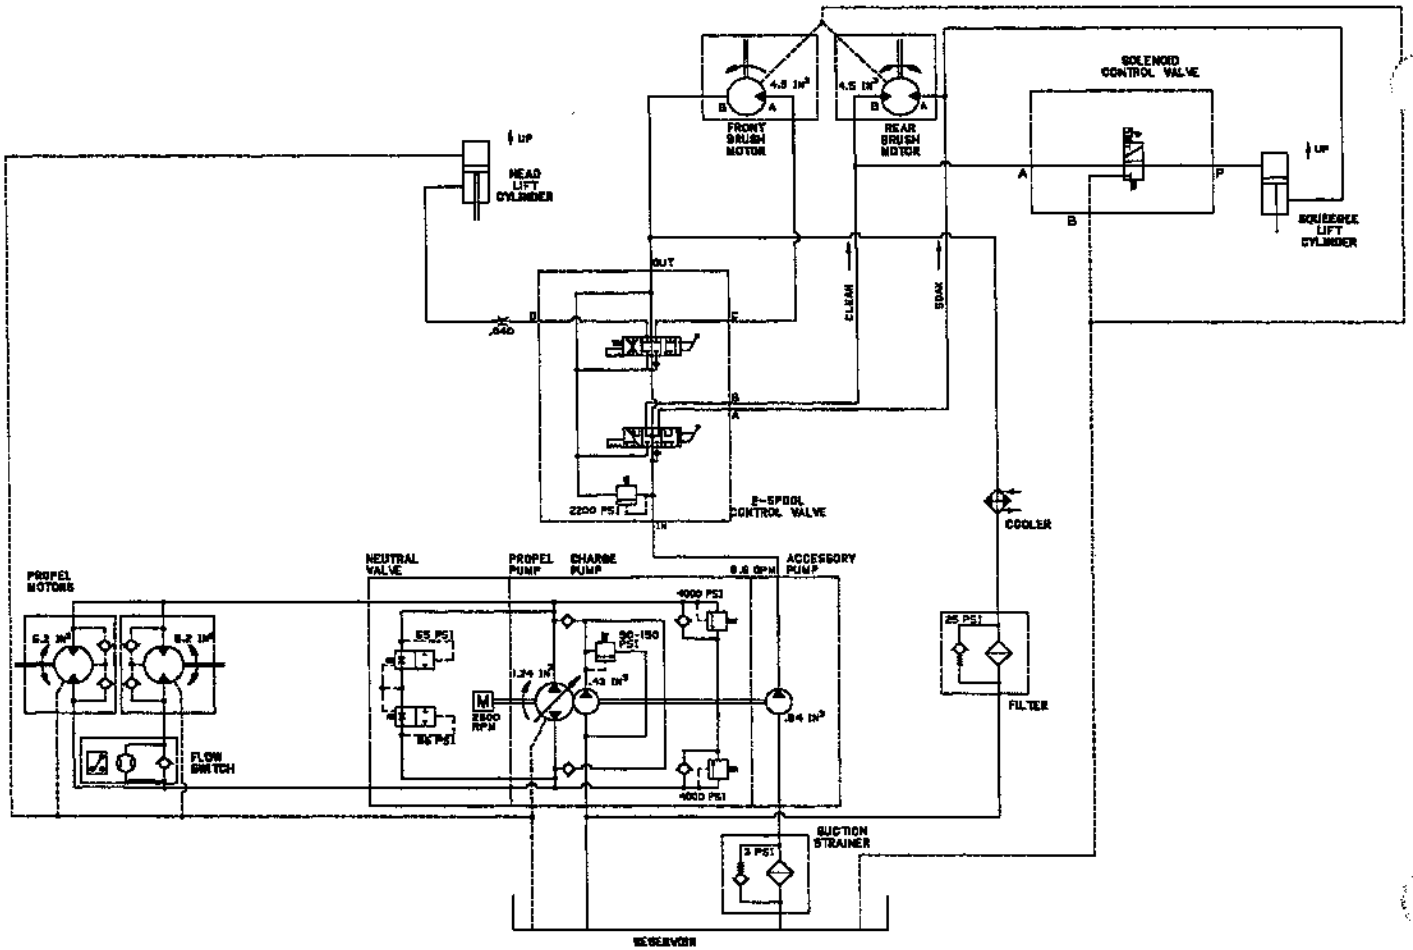 SOLENOID
CONTROL VALVE
4.5 IN³
4.5 IN³
B
A
B
A
FRONT
BRUSH
MOTOR
REAR
BRUSH
MOTOR
UP
HEAD
LIFT
CYLINDER
UP
A
P
B
SQUEEGEE
LIFT
CYLINDER
OUT
CLEAN
SOAK
D
C
.040
B
A
2200 PSI
2-SPOOL
CONTROL VALVE
IN
COOLER
NEUTRAL
VALVE
PROPEL
PUMP
CHARGE
PUMP
ACCESSORY
PUMP
PROPEL
MOTORS
4000 PSI
25 PSI
55 PSI
90-150
PSI
1.24 IN³
.43 IN³
M
2500
RPM
.84 IN³
FILTER
FLOW
SWITCH
4000 PSI
SUCTION
STRAINER
3 PSI
RESERVOIR